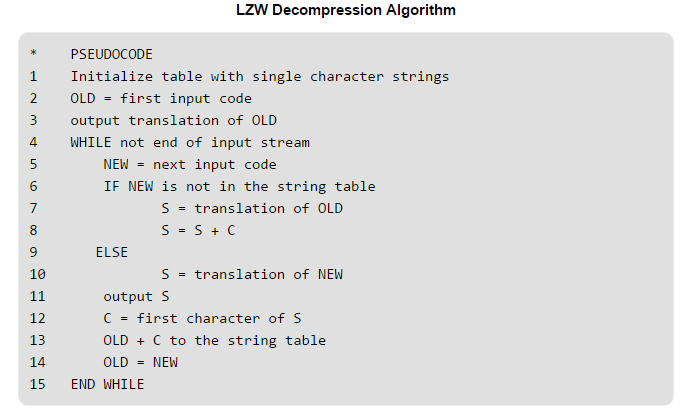 LZW Decompression Algorithm
* PSEUDOCODE
1 Initialize table with single character strings
2 OLD = first input code
3 output translation of OLD
4 WHILE not end of input stream
5 NEW = next input code
6 IF NEW is not in the string table
7 S = translation of OLD
8 S = S + C
9 ELSE
10 S = translation of NEW
11 output S
12 C = first character of S
13 OLD + C to the string table
14 OLD = NEW
15 END WHILE